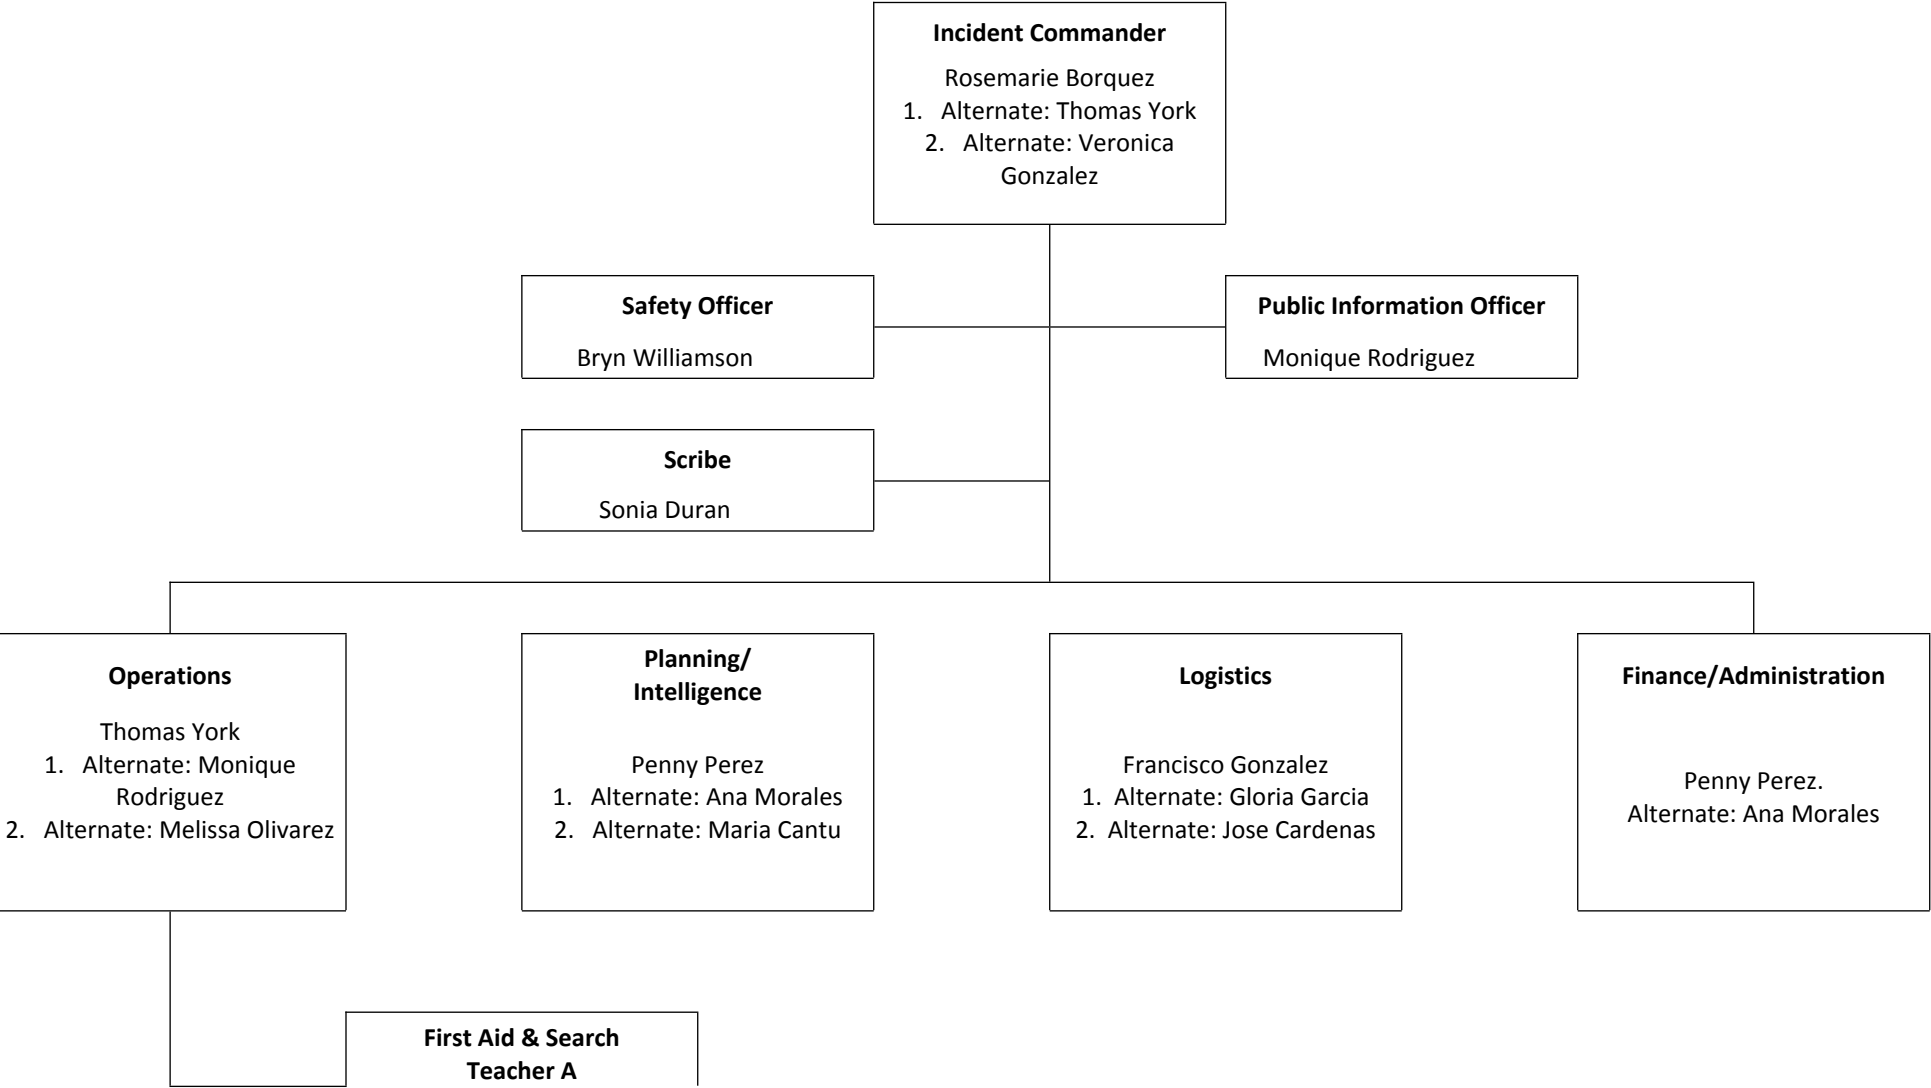 Incident Commander
Rosemarie Borquez
1. Alternate: Thomas York
2. Alternate: Veronica
Gonzalez
Safety Officer
Bryn Williamson
Public Information Officer
Monique Rodriguez
Scribe
Sonia Duran
Operations
Thomas York
1. Alternate: Monique
Rodriguez
2. Alternate: Melissa Olivarez
Planning/
Intelligence
Penny Perez
1. Alternate: Ana Morales
2. Alternate: Maria Cantu
Logistics
Francisco Gonzalez
1. Alternate: Gloria Garcia
2. Alternate: Jose Cardenas
Finance/Administration
Penny Perez.
Alternate: Ana Morales
First Aid & Search
Teacher A